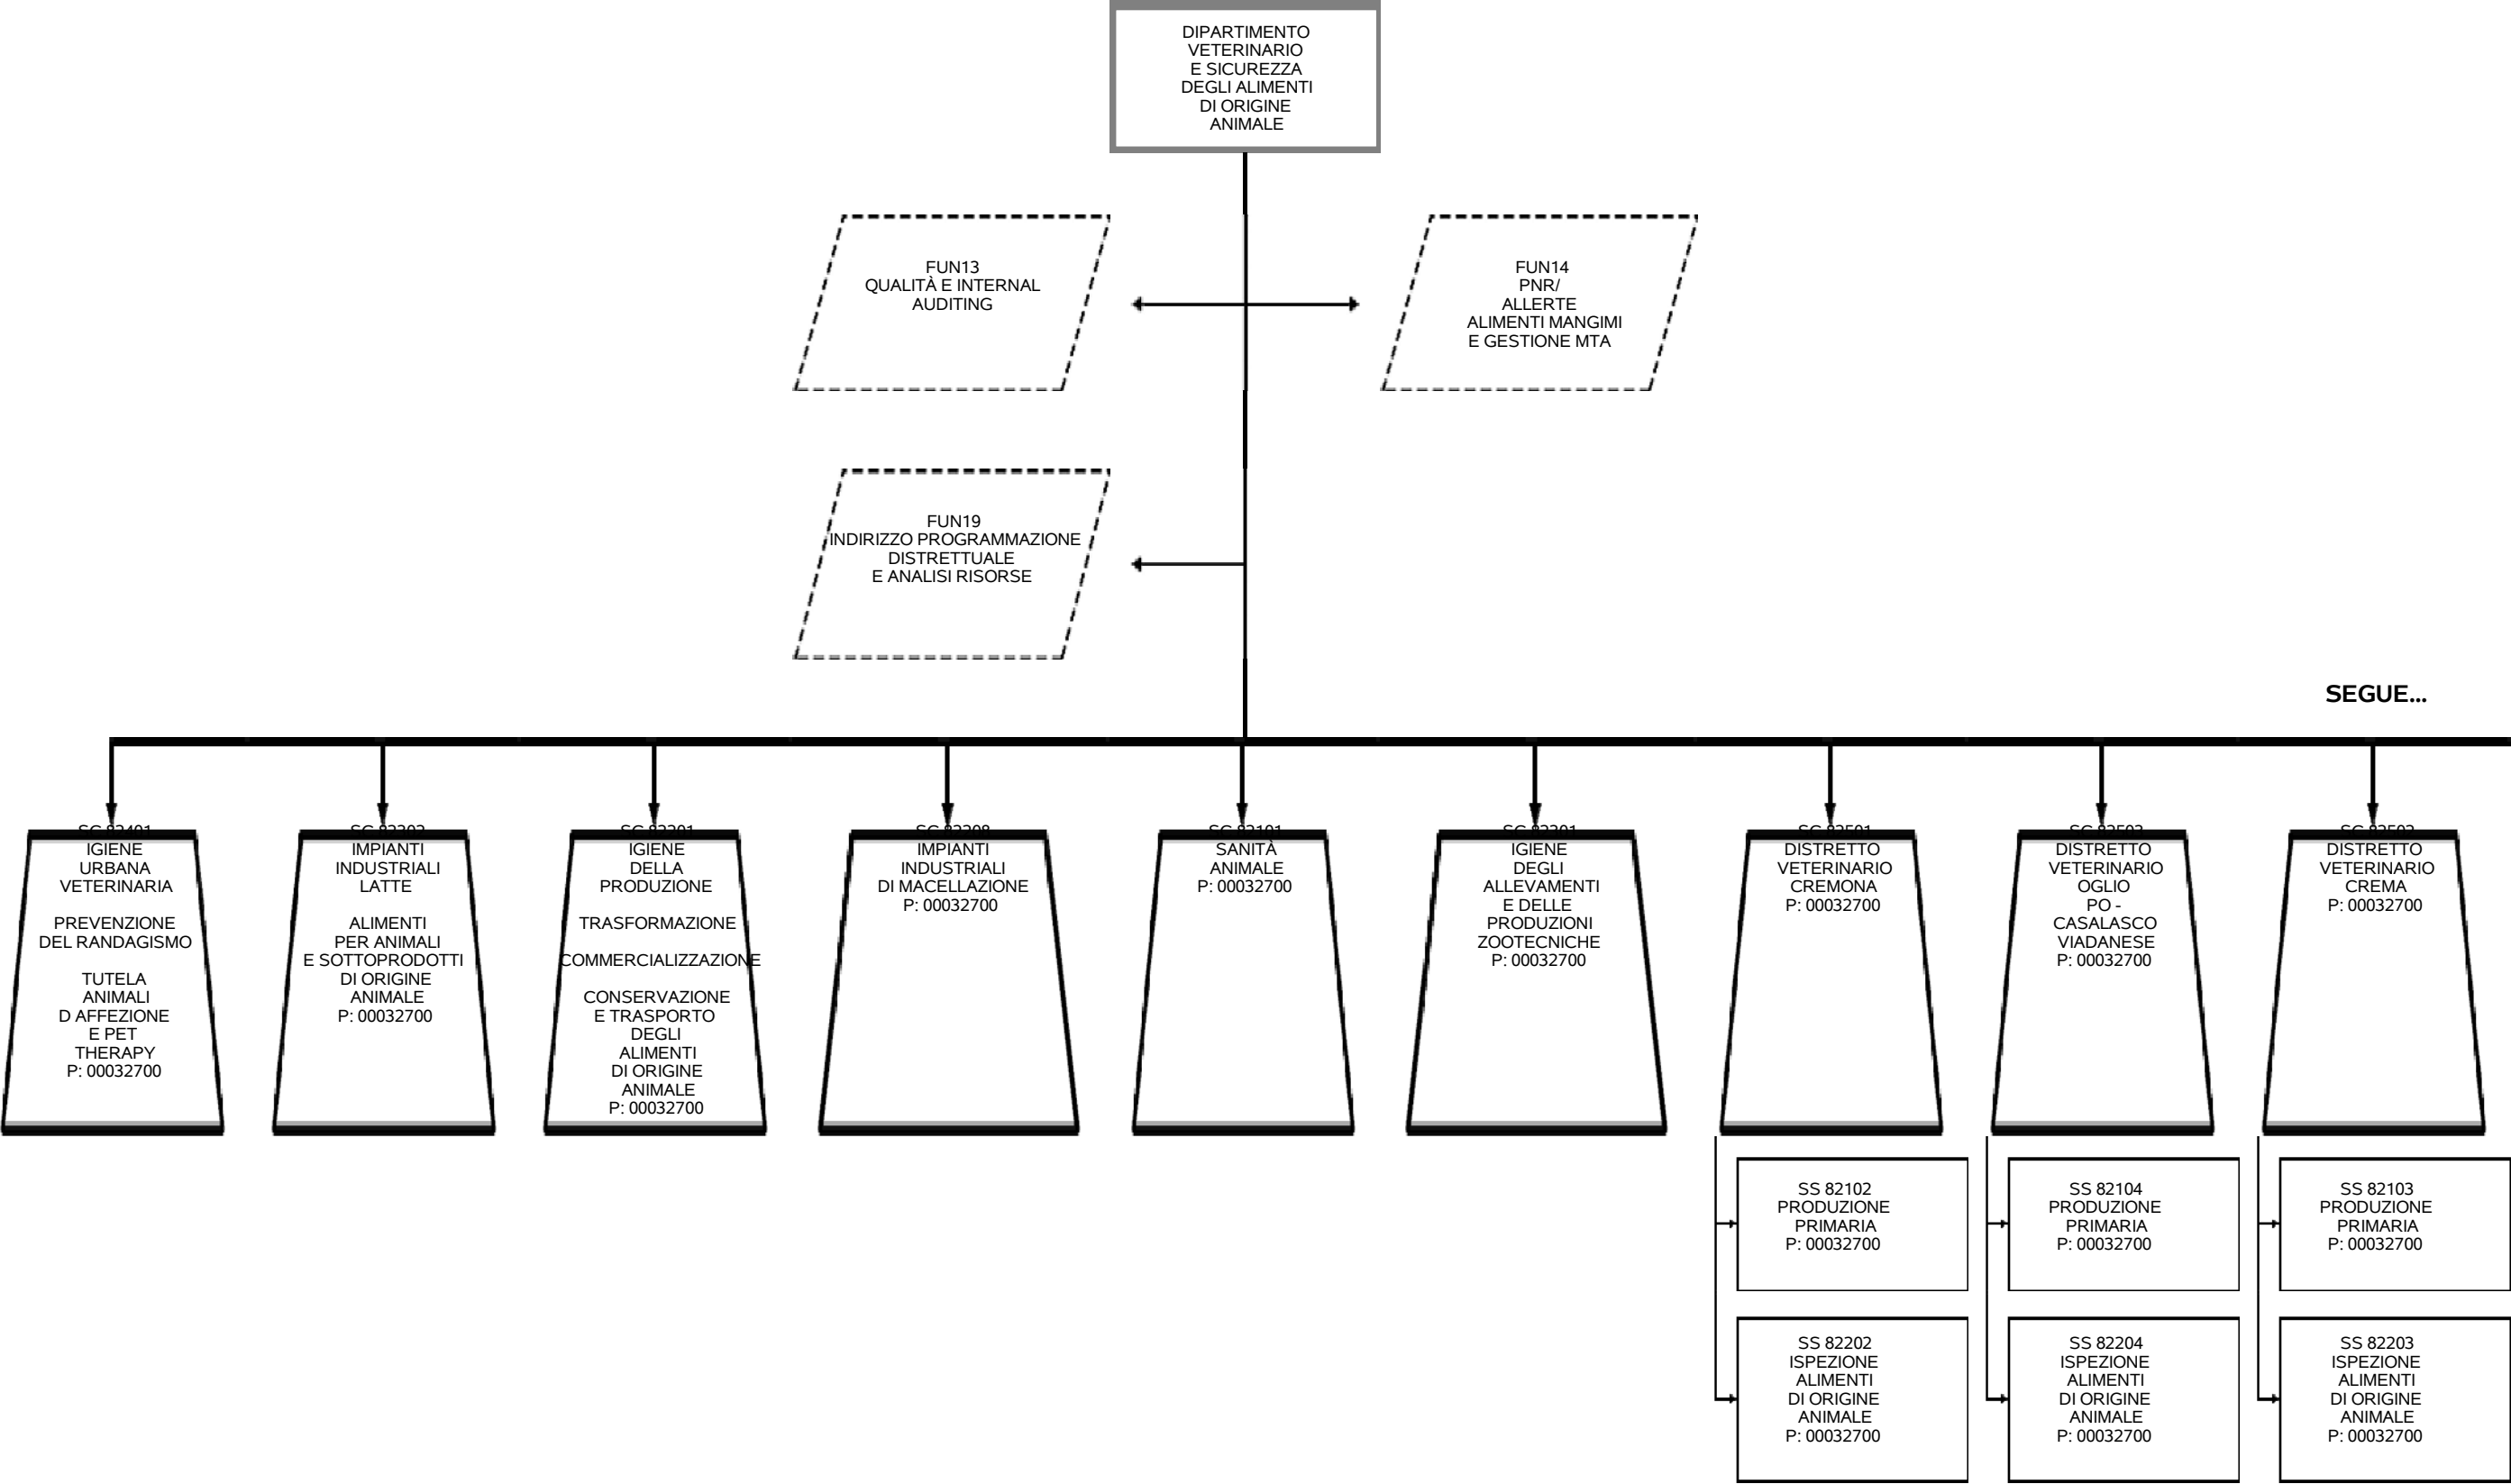 DIPARTIMENTO
VETERINARIO
E SICUREZZA
DEGLI ALIMENTI
DI ORIGINE
ANIMALE
FUN13
QUALITÀ E INTERNAL
AUDITING
FUN14
PNR/
ALLERTE
ALIMENTI MANGIMI
E GESTIONE MTA
FUN19
INDIRIZZO PROGRAMMAZIONE
DISTRETTUALE
E ANALISI RISORSE
SEGUE...
IGIENE
URBANA
VETERINARIA
PREVENZIONE
DEL RANDAGISMO
TUTELA
ANIMALI
D AFFEZIONE
E PET
THERAPY
P: 00032700
IMPIANTI
INDUSTRIALI
LATTE
ALIMENTI
PER ANIMALI
E SOTTOPRODOTTI
DI ORIGINE
ANIMALE
P: 00032700
IGIENE
DELLA
PRODUZIONE
TRASFORMAZIONE
COMMERCIALIZZAZIONE
CONSERVAZIONE
E TRASPORTO
DEGLI
ALIMENTI
DI ORIGINE
ANIMALE
P: 00032700
IMPIANTI
INDUSTRIALI
DI MACELLAZIONE
P: 00032700
SANITÀ
ANIMALE
P: 00032700
IGIENE
DEGLI
ALLEVAMENTI
E DELLE
PRODUZIONI
ZOOTECNICHE
P: 00032700
DISTRETTO
VETERINARIO
CREMONA
P: 00032700
DISTRETTO
VETERINARIO
OGLIO
PO -
CASALASCO
VIADANESE
P: 00032700
DISTRETTO
VETERINARIO
CREMA
P: 00032700
SS 82102
PRODUZIONE
PRIMARIA
P: 00032700
SS 82104
PRODUZIONE
PRIMARIA
P: 00032700
SS 82103
PRODUZIONE
PRIMARIA
P: 00032700
SS 82202
ISPEZIONE
ALIMENTI
DI ORIGINE
ANIMALE
P: 00032700
SS 82204
ISPEZIONE
ALIMENTI
DI ORIGINE
ANIMALE
P: 00032700
SS 82203
ISPEZIONE
ALIMENTI
DI ORIGINE
ANIMALE
P: 00032700